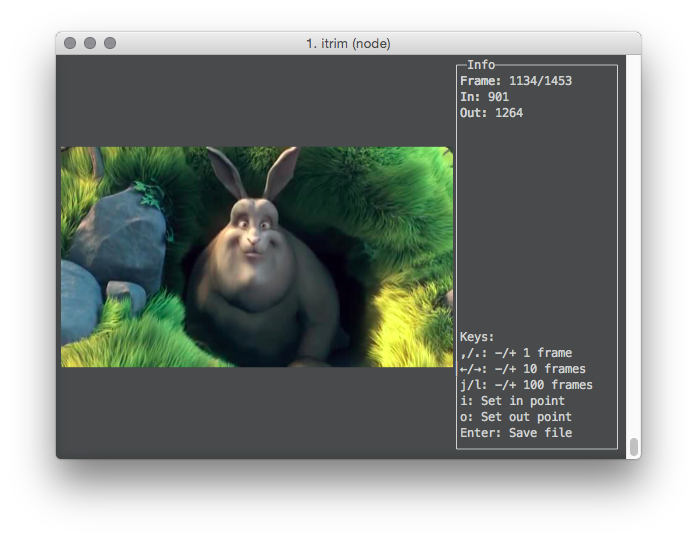 1. itrim (node)
Info
Frame: 1134/1453
In: 901
Out: 1264
Keys:
,/.: -/+ 1 frame
←/→: -/+ 10 frames
j/l: -/+ 100 frames
i: Set in point
o: Set out point
Enter: Save file